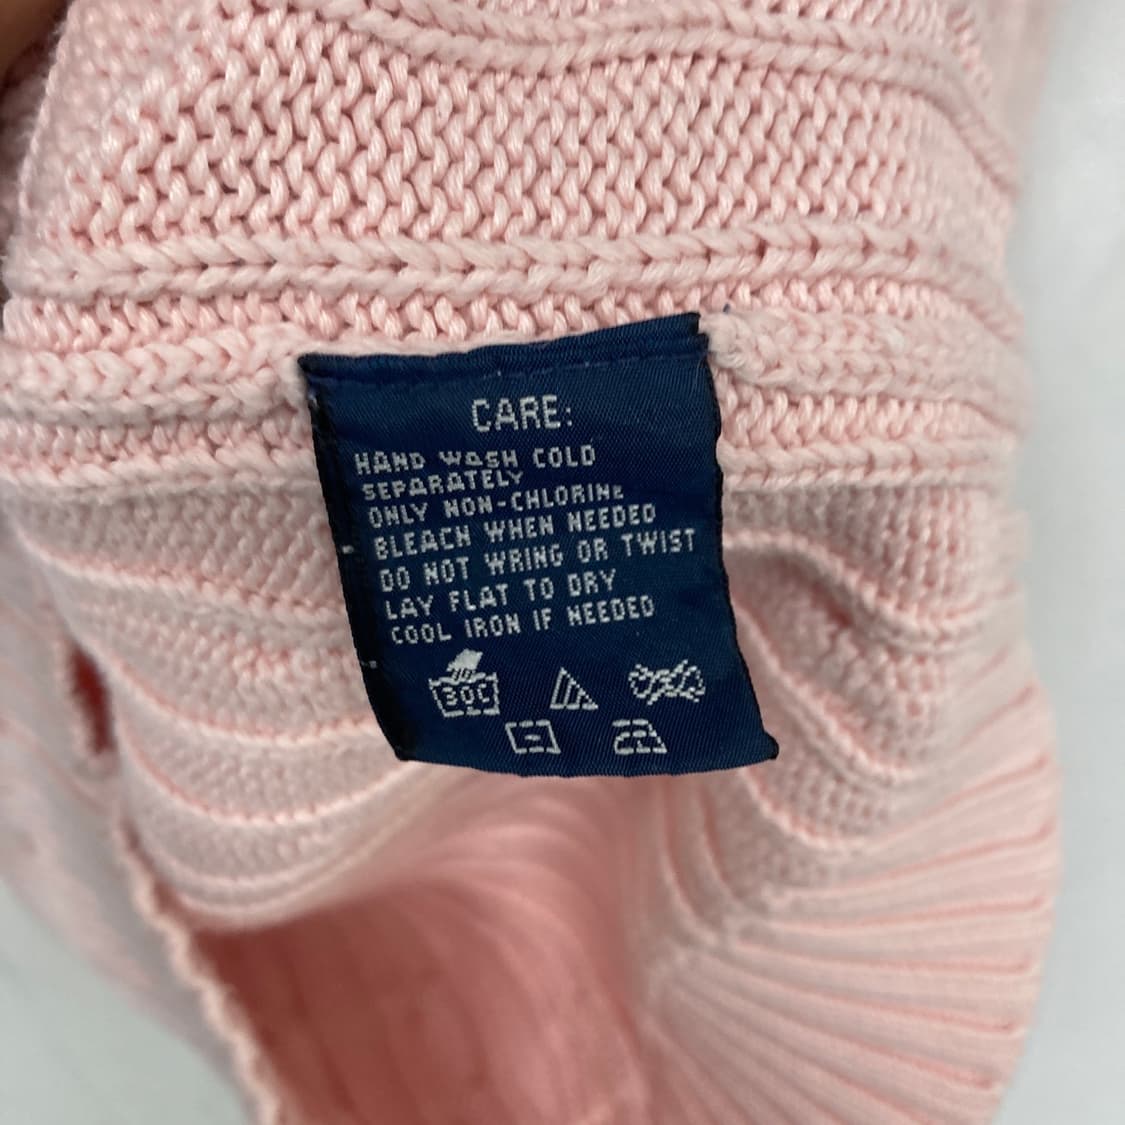 CARE:
HAND WASH COLD
SEPARATELY
ONLY NON-CHLORINE
BLEACH WHEN NEEDED
DO NOT WRING OR TWIST
LAY FLAT TO DRY
COOL IRON IF NEEDED
30C